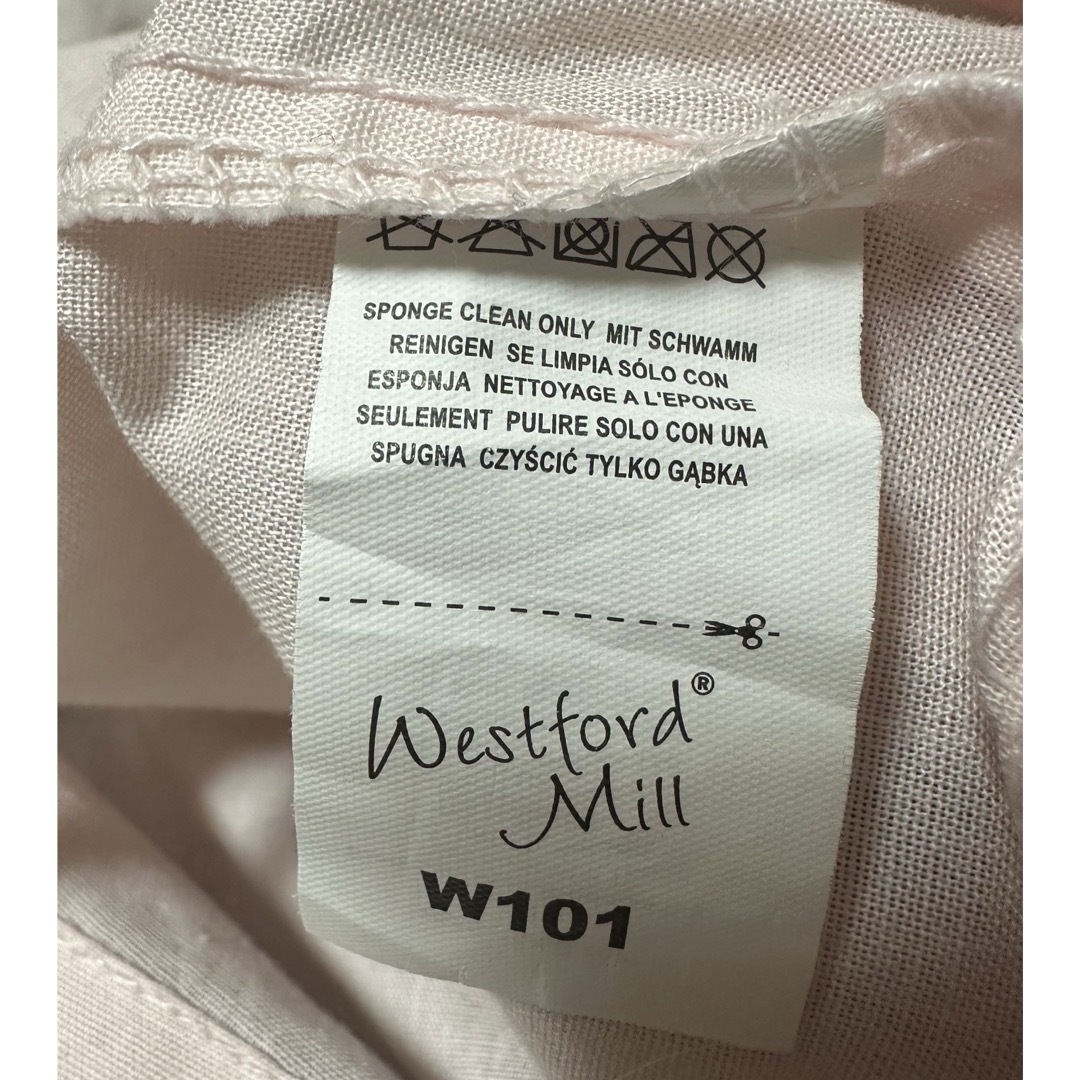 SPONGE CLEAN ONLY MIT SCHWAMM
REINIGEN SE LIMPIA SÓLO CON
ESPONJA NETTOYAGE A L'EPONGE
SEULEMENT PULIRE SOLO CON UNA
SPUGNA CZYŚCIĆ TYLKO GĄBKA
Westford®
Mill
W101